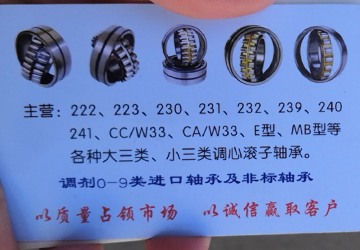 主营：222、223、230、231、232、239、240
241、CC/W33、CA/W33、E型、MB型等
各种大三类、小三类调心滚子轴承。
调剂0-9类进口轴承及非标轴承
以质量占领市场 以诚信赢取客户